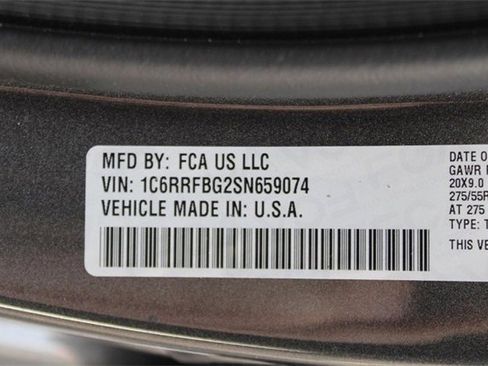 MFD BY: FCA US LLC
VIN: 1C6RRFBG2SN659074
VEHICLE MADE IN: U.S.A.
DATE O
GAWR
20X9.0
275/55R
AT 275
TYPE: T
THIS VE